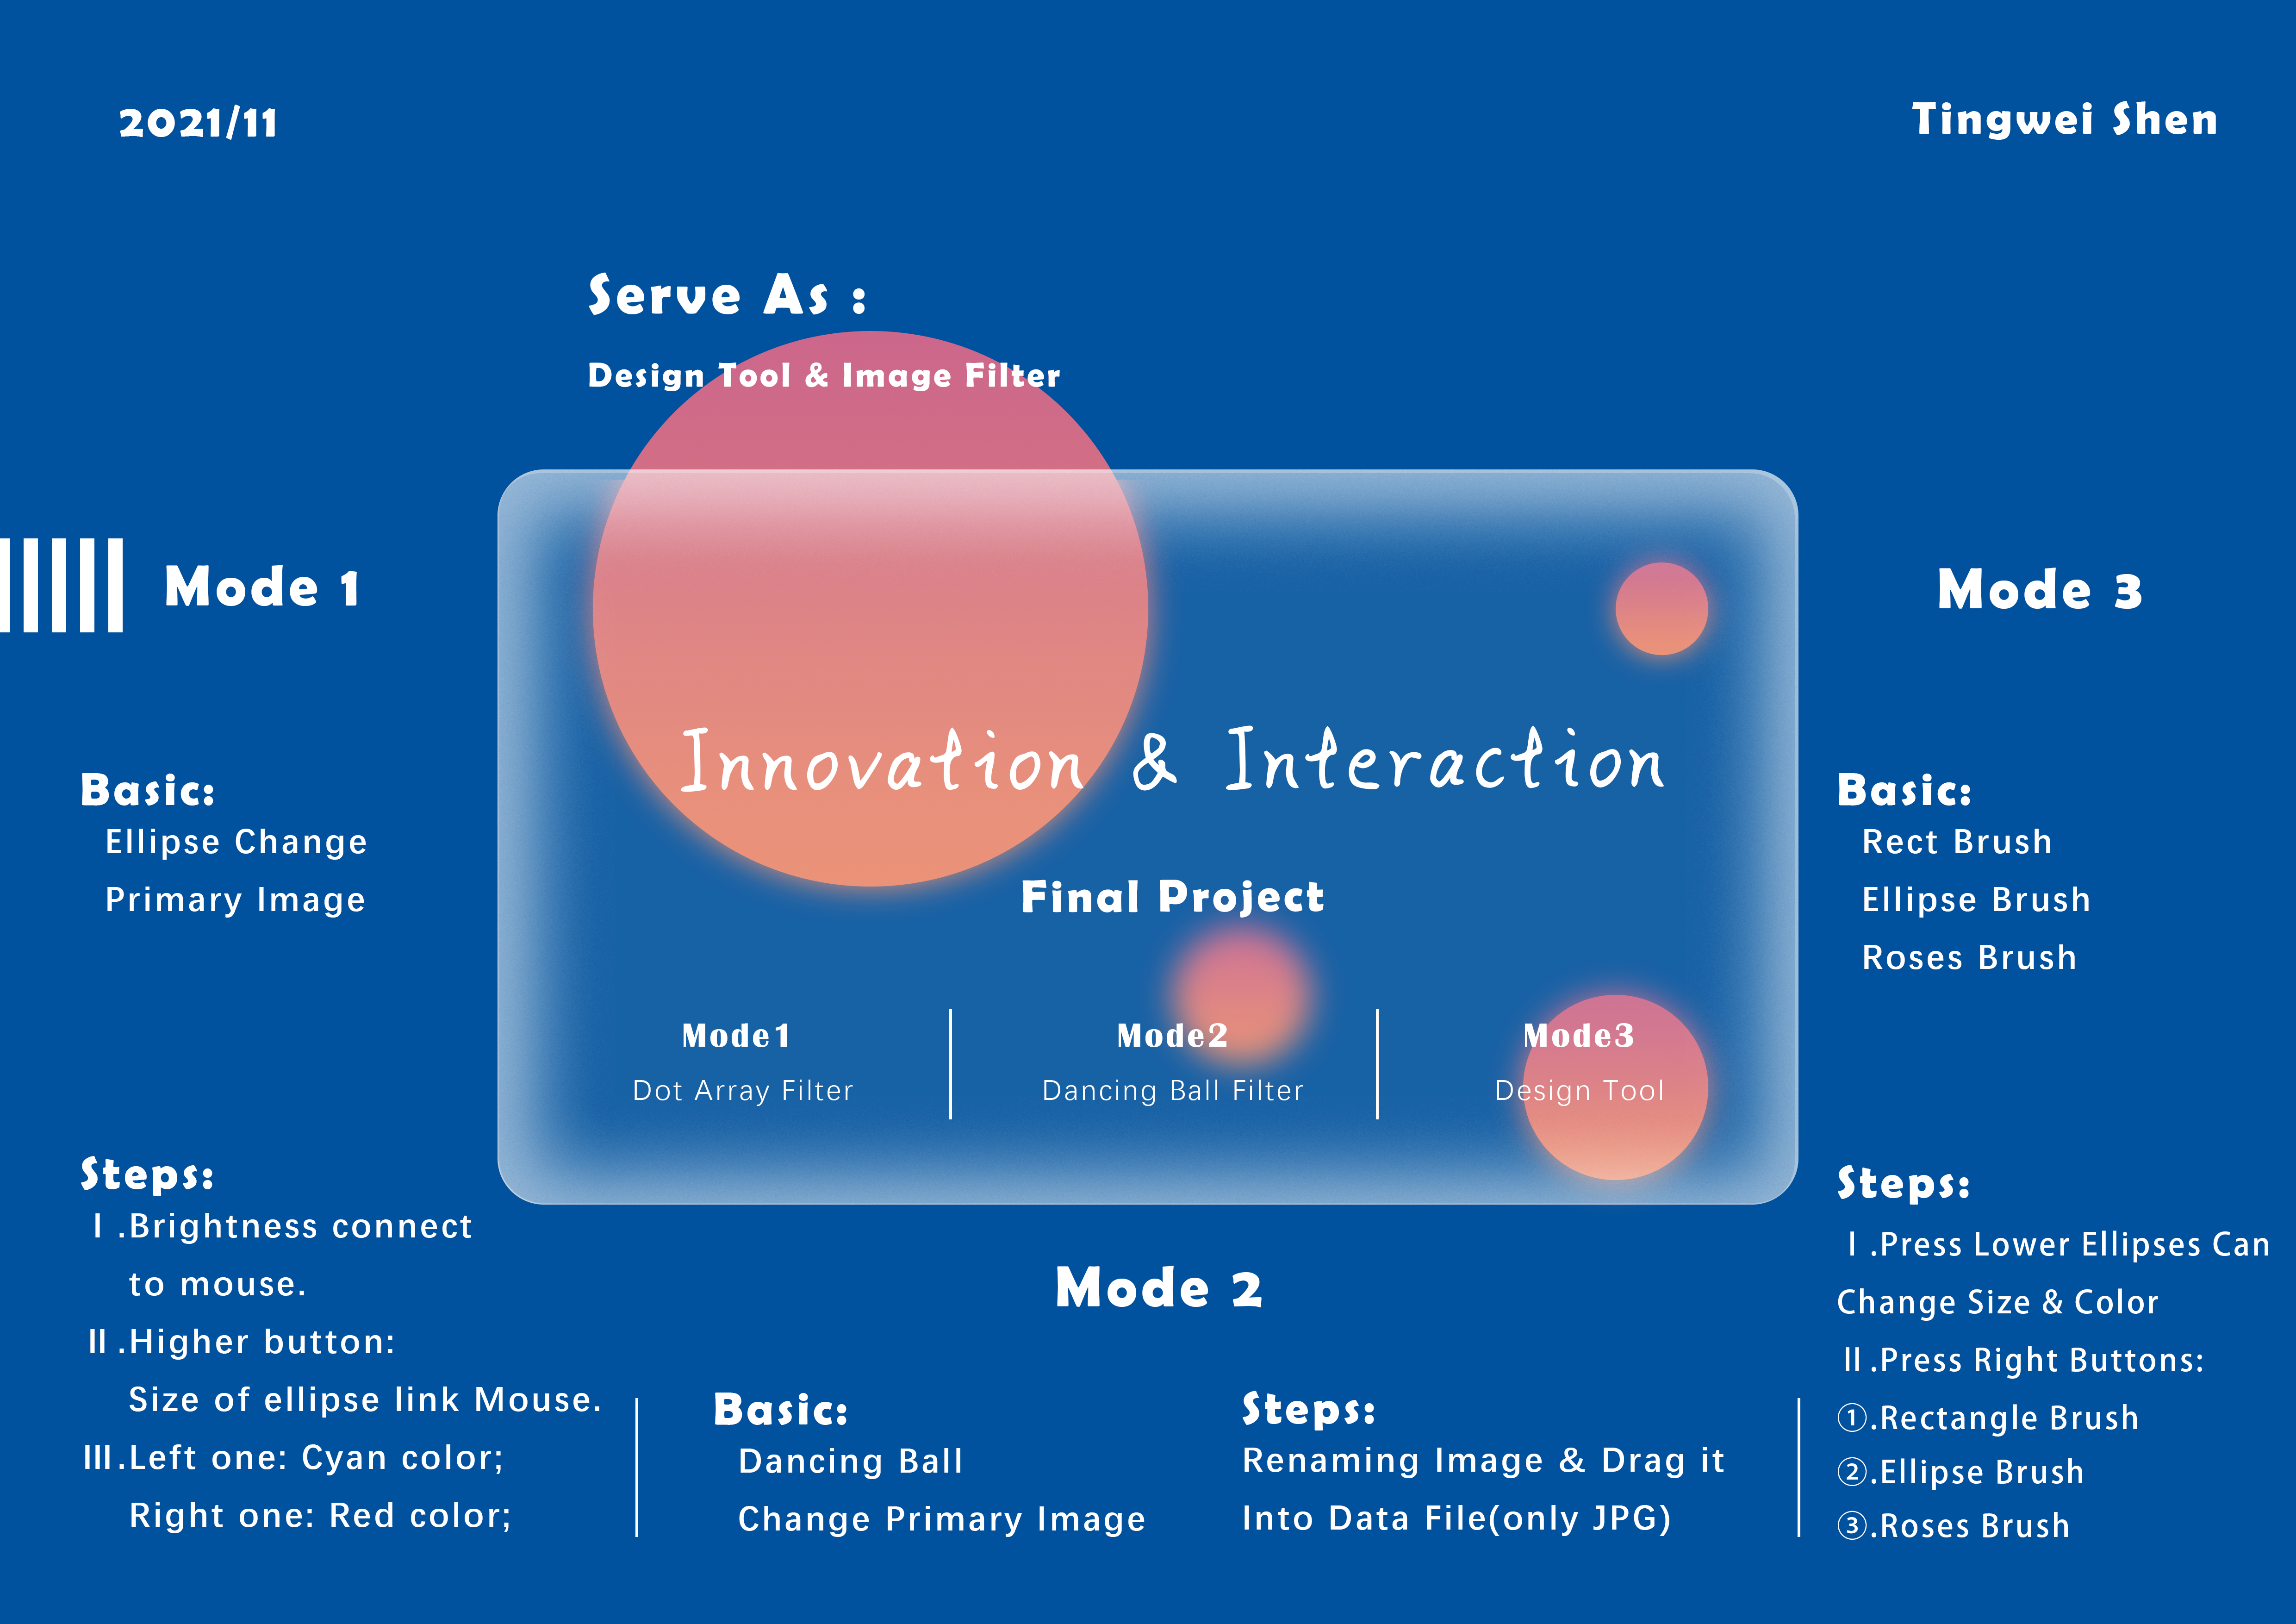 2021/11
Tingwei Shen
Serve As :
Design Tool & Image Filter
Innovation & Interaction
Final Project
Mode1
Dot Array Filter
Mode2
Dancing Ball Filter
Mode3
Design Tool
Mode 1
Basic:
Ellipse Change
Primary Image
Steps:
Ⅰ.Brightness connect
to mouse.
Ⅱ.Higher button:
Size of ellipse link Mouse.
Ⅲ.Left one: Cyan color;
Right one: Red color;
Mode 2
Basic:
Dancing Ball
Change Primary Image
Steps:
Renaming Image & Drag it
Into Data File(only JPG)
Mode 3
Basic:
Rect Brush
Ellipse Brush
Roses Brush
Steps:
Ⅰ.Press Lower Ellipses Can
Change Size & Color
Ⅱ.Press Right Buttons:
①.Rectangle Brush
②.Ellipse Brush
③.Roses Brush